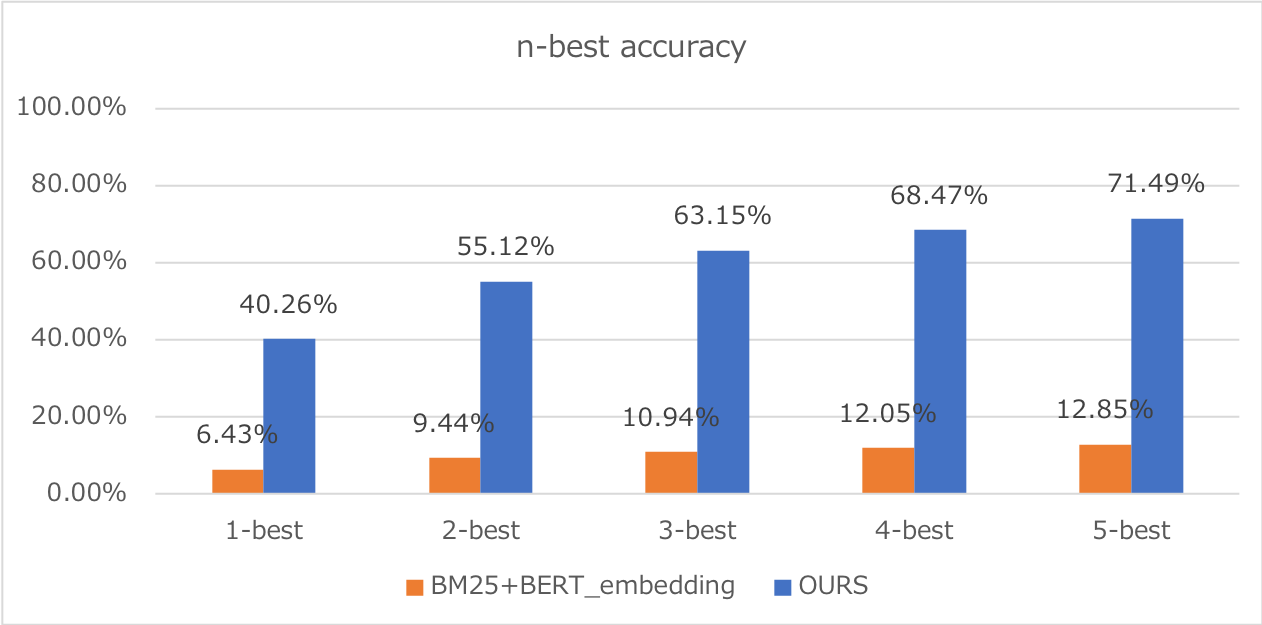 n-best accuracy
100.00%
80.00%
60.00%
40.00%
20.00%
0.00%
6.43%
40.26%
9.44%
55.12%
10.94%
63.15%
12.05%
68.47%
12.85%
71.49%
1-best
2-best
3-best
4-best
5-best
BM25+BERT_embedding
OURS